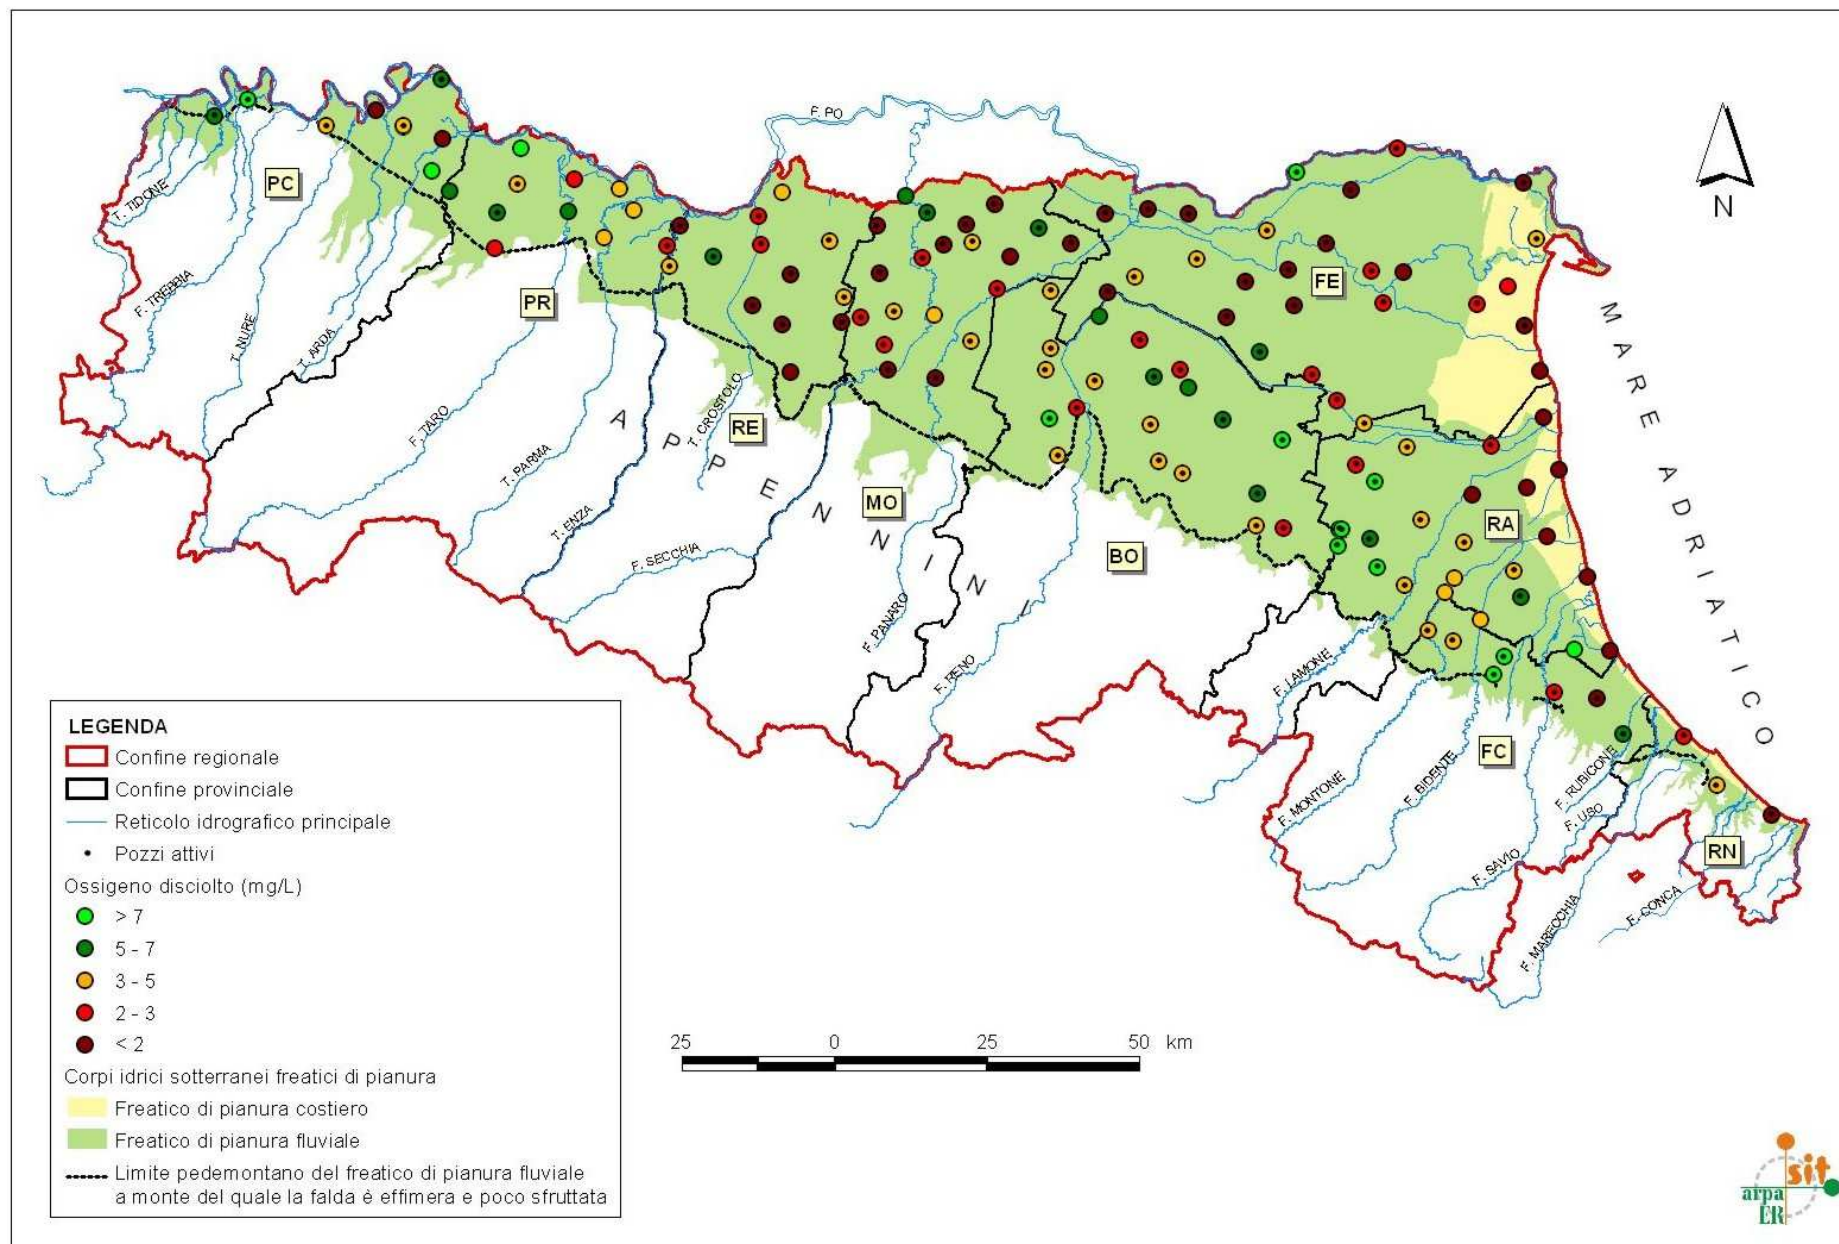 F. PO
N
PC
T. TIDONE
F. TREBBIA
T. NURE
T. ARDA
PR
FE
MARE ADRIATICO
F. TARO
T. PARMA
T. ENZA
APPENNINI
T. CROSTOLO
RE
F. SECCHIA
MO
F. PANARO
BO
F. RENO
RA
F. LAMONE
F. MONTONE
F. BIDENTE
FC
F. SAVIO
F. RUBICONE
F. USO
F. MARECCHIA
F. CONCA
RN
LEGENDA
Confine regionale
Confine provinciale
Reticolo idrografico principale
Pozzi attivi
Ossigeno disciolto (mg/L)
> 7
5 - 7
3 - 5
2 - 3
< 2
Corpi idrici sotterranei freatici di pianura
Freatico di pianura costiero
Freatico di pianura fluviale
Limite pedemontano del freatico di pianura fluviale
a monte del quale la falda è effimera e poco sfruttata
25 0 25 50 km
sit
arpa
ER